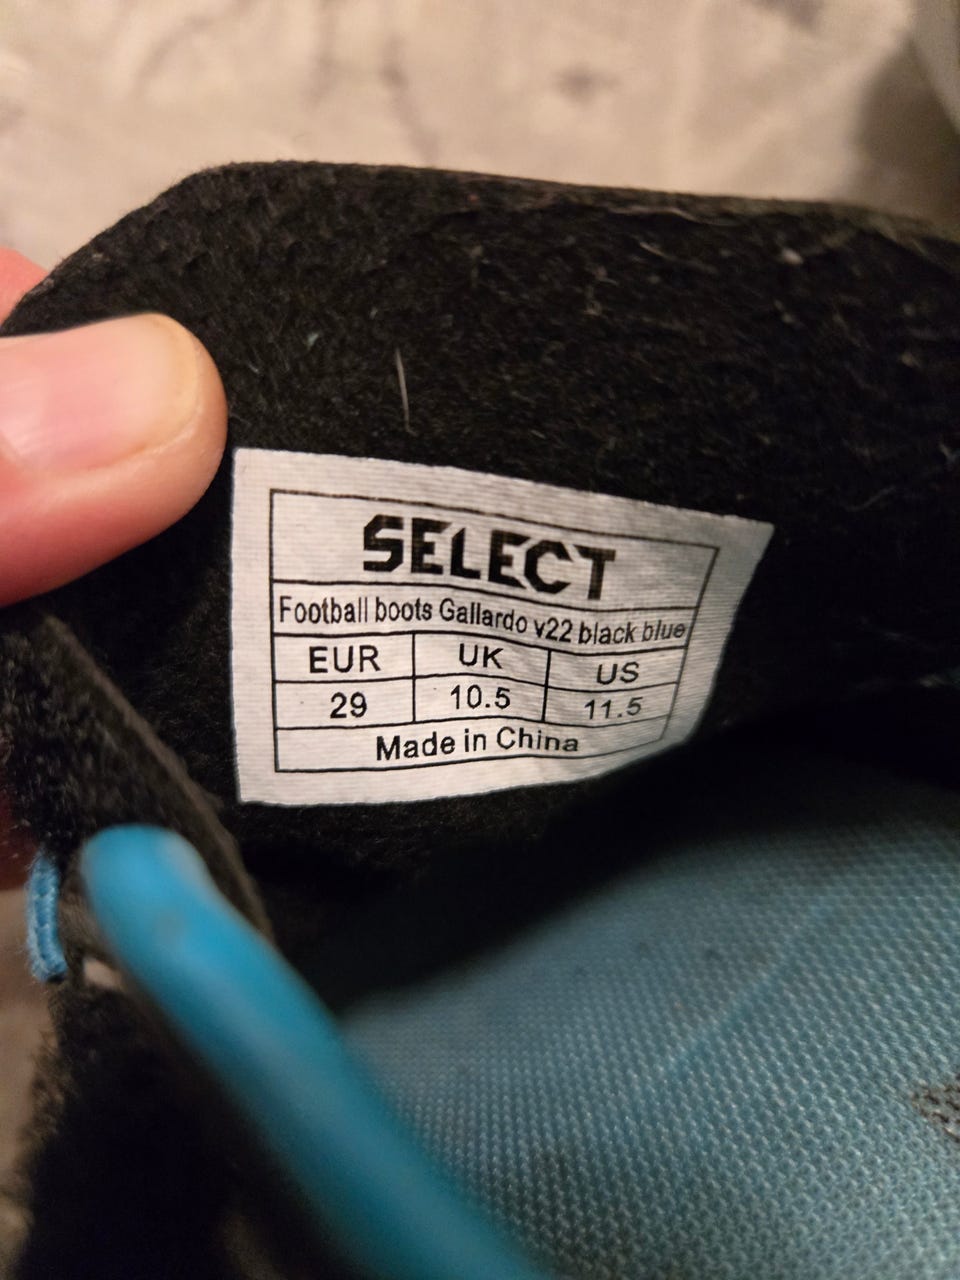 SELECT
Football boots Gallardo v22 black blue
EUR UK US
29 10.5 11.5
Made in China